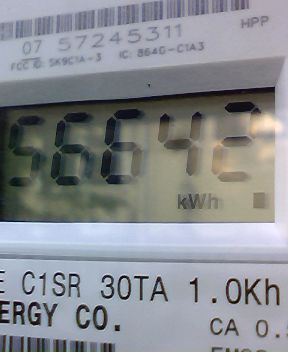 07 57245311 HPP
FCC ID: SK9C1A-3 IC: 864G-C1A3
56642
kWh
E C1SR 30TA 1.0Kh
ERGY CO. CA 0.